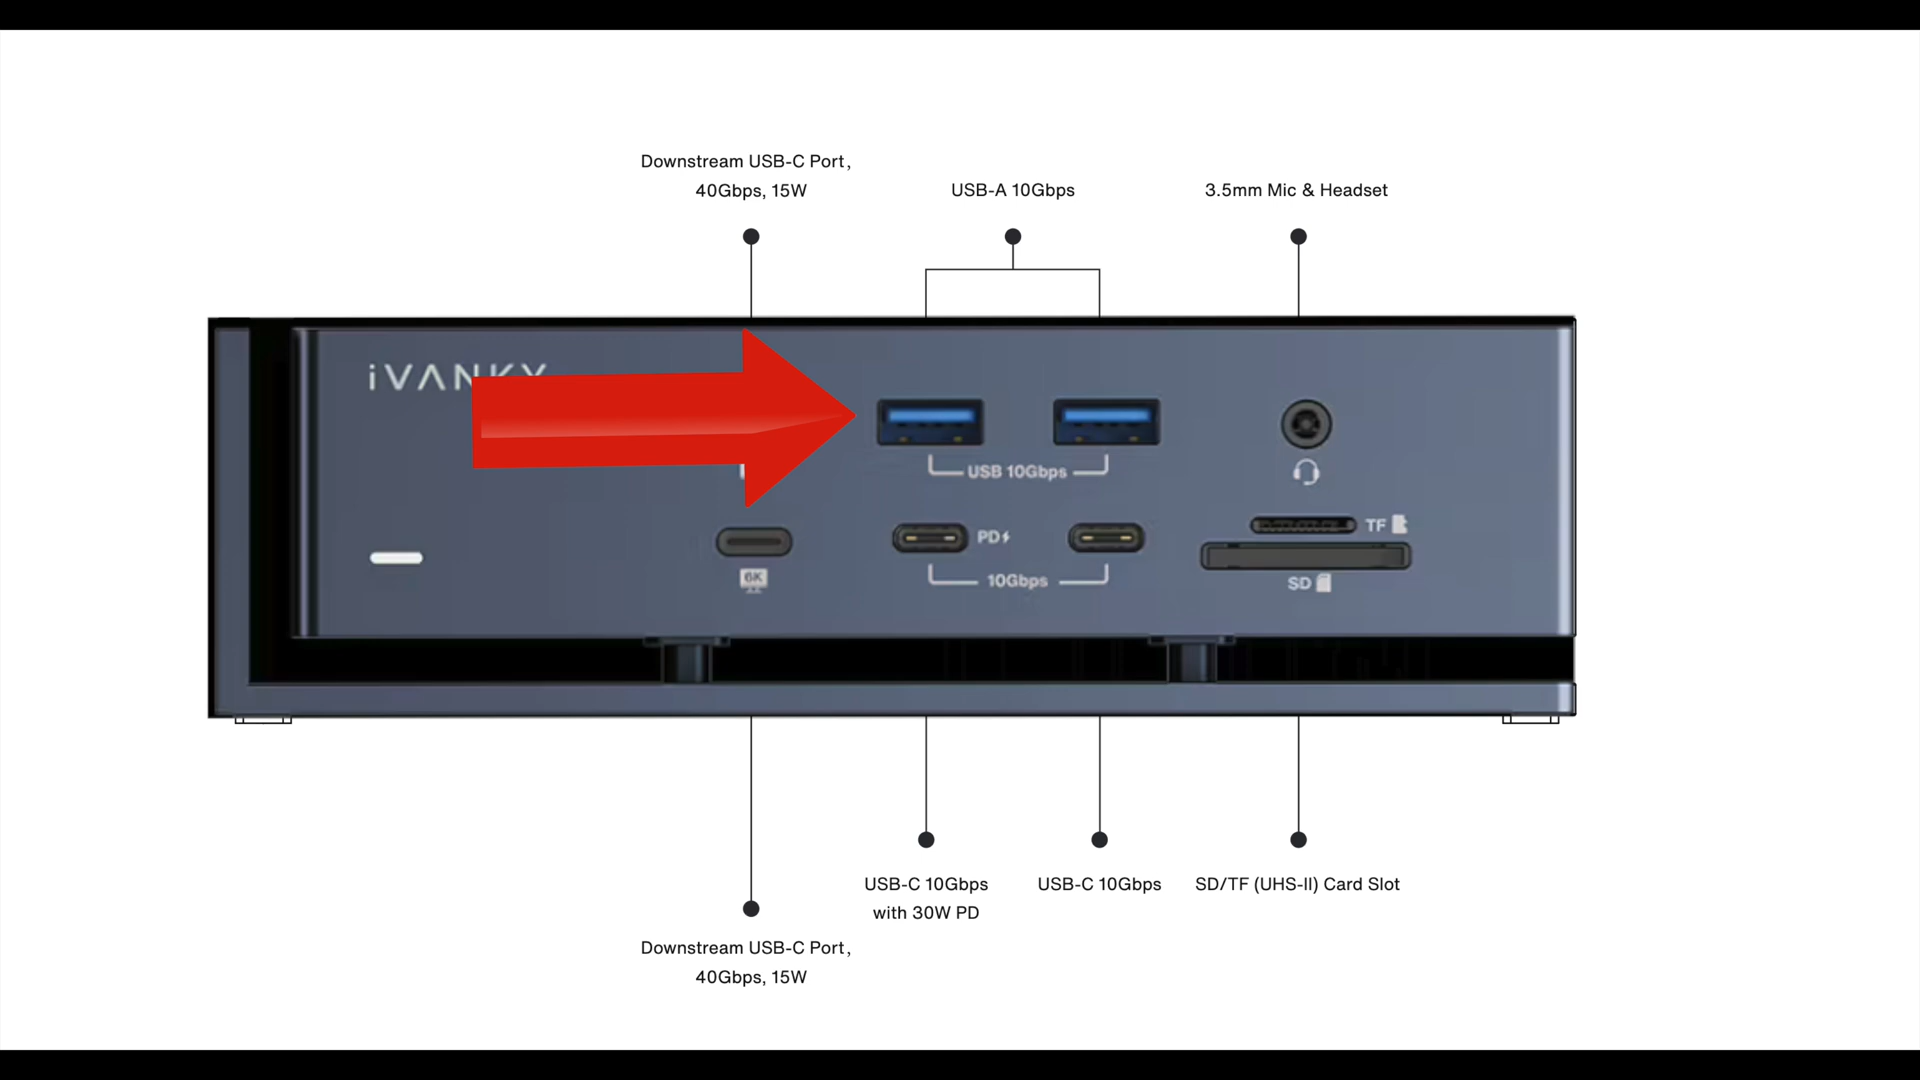 Downstream USB-C Port,
40Gbps, 15W
USB-A 10Gbps
3.5mm Mic & Headset
iVANKY
USB 10Gbps
PD
TF
6K
10Gbps
SD
USB-C 10Gbps
with 30W PD
USB-C 10Gbps
SD/TF (UHS-II) Card Slot
Downstream USB-C Port,
40Gbps, 15W